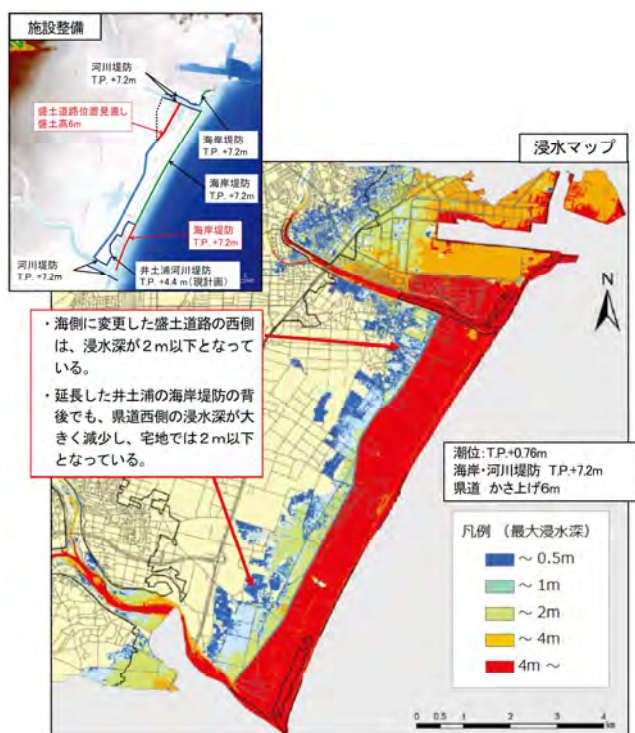 施設整備
河川堤防
T.P. +7.2m
盛土道路位置見直し
盛土高6m
海岸堤防
T.P. +7.2m
海岸堤防
T.P. +7.2m
海岸堤防
T.P. +7.2m
河川堤防
T.P. +7.2m
井土浦河川堤防
T.P. +4.4 m(現計画)
浸水マップ
N
・海側に変更した盛土道路の西側
は、浸水深が2m以下となって
いる。
・延長した井土浦の海岸堤防の背
後でも、県道西側の浸水深が大
きく減少し、宅地では2m以下
となっている。
潮位:T.P.+0.76m
海岸・河川堤防 T.P.+7.2m
県道 かさ上げ6m
凡例 (最大浸水深)
~ 0.5m
~ 1m
~ 2m
~ 4m
4m ~
0 0.5 1 2 3 4
km